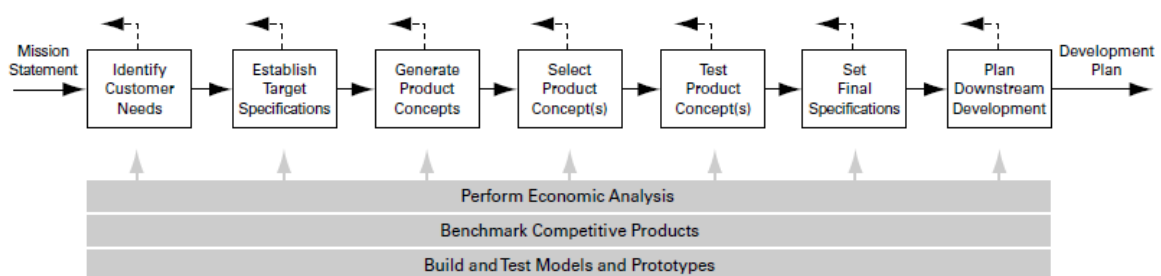 Mission
Statement
Identify
Customer
Needs
Establish
Target
Specifications
Generate
Product
Concepts
Select
Product
Concept(s)
Test
Product
Concept(s)
Set
Final
Specifications
Plan
Downstream
Development
Development
Plan
Perform Economic Analysis
Benchmark Competitive Products
Build and Test Models and Prototypes